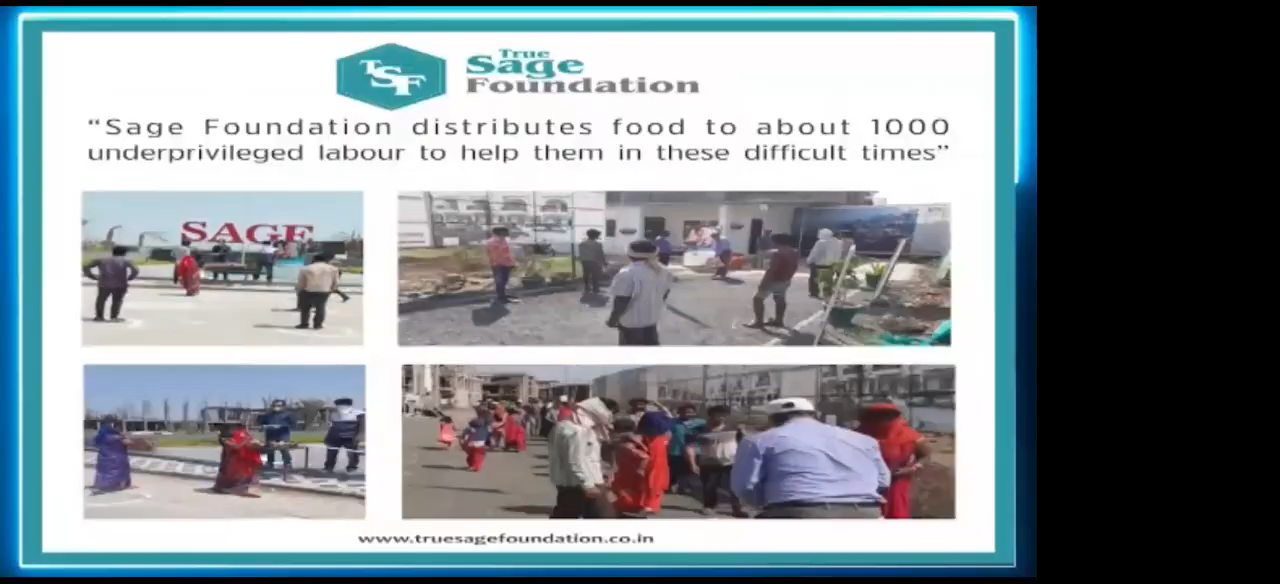 TSF
True
Sage
Foundation
“Sage Foundation distributes food to about 1000
underprivileged labour to help them in these difficult times”
SAGE
www.truesagefoundation.co.in